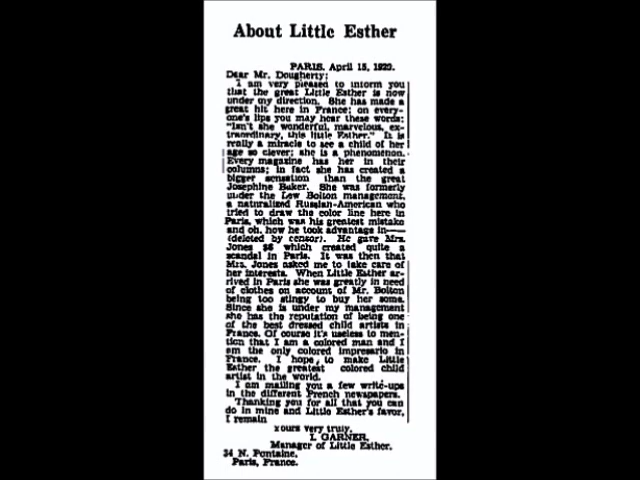 About Little Esther
PARIS, April 15, 1929.
Dear Mr. Dougherty:
I am very pleased to inform you
that the great Little Esther is now
under my direction. She has made a
great hit here in France; on every-
one's lips you may hear these words:
"Isn't she wonderful, marvelous, ex-
traordinary, this little Esther." It is
really a miracle to see a child of her
age so clever; she is a phenomenon.
Every magazine has her in their
columns; in fact she has created a
bigger sensation than the great
Josephine Baker. She was formerly
under the Lew Bolton management,
a naturalized Russian-American who
tried to draw the color line here in
Paris, which was his greatest mistake
and oh, how he took advantage in—
(deleted by censor). He gave Mrs.
Jones $6 which created quite a
scandal in Paris. It was then that
Mrs. Jones asked me to take care of
her interests. When Little Esther ar-
rived in Paris she was greatly in need
of clothes on account of Mr. Bolton
being too stingy to buy her some.
Since she is under my management
she has the reputation of being one
of the best dressed child artists in
France. Of course it's useless to men-
tion that I am a colored man and I
am the only colored impresario in
France. I hope to make Little
Esther the greatest colored child
artist in the world.
I am mailing you a few write-ups
in the different French newspapers.
Thanking you for all that you can
do in mine and Little Esther's favor,
I remain
Yours very truly,
I. GARNER,
Manager of Little Esther.
34 N. Fontaine,
Paris, France.